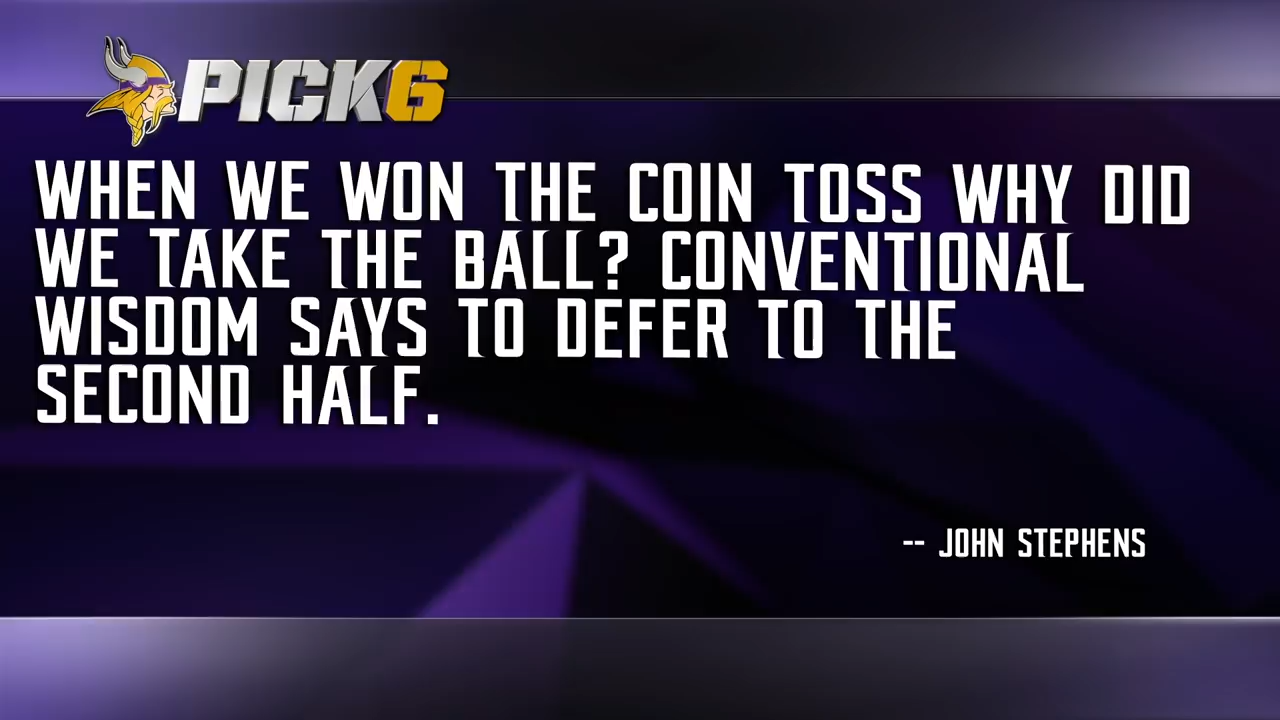 PICK6
WHEN WE WON THE COIN TOSS WHY DID
WE TAKE THE BALL? CONVENTIONAL
WISDOM SAYS TO DEFER TO THE
SECOND HALF.
-- JOHN STEPHENS